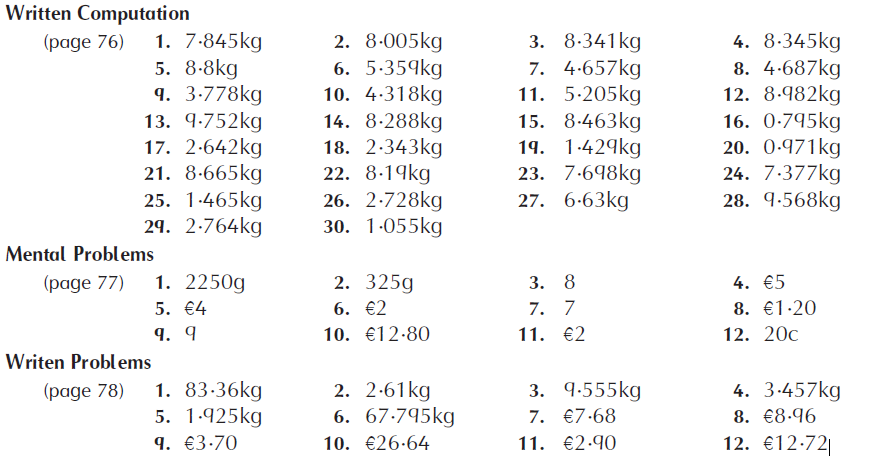 Written Computation
(page 76) 1. 7·845kg 2. 8·005kg 3. 8·341kg 4. 8·345kg
5. 8·8kg 6. 5·359kg 7. 4·657kg 8. 4·687kg
9. 3·778kg 10. 4·318kg 11. 5·205kg 12. 8·982kg
13. 9·752kg 14. 8·288kg 15. 8·463kg 16. 0·795kg
17. 2·642kg 18. 2·343kg 19. 1·429kg 20. 0·971kg
21. 8·665kg 22. 8·19kg 23. 7·698kg 24. 7·377kg
25. 1·465kg 26. 2·728kg 27. 6·63kg 28. 9·568kg
29. 2·764kg 30. 1·055kg
Mental Problems
(page 77) 1. 2250g 2. 325g 3. 8 4. €5
5. €4 6. €2 7. 7 8. €1·20
9. 9 10. €12·80 11. €2 12. 20c
Writen Problems
(page 78) 1. 83·36kg 2. 2·61kg 3. 9·555kg 4. 3·457kg
5. 1·925kg 6. 67·795kg 7. €7·68 8. €8·96
9. €3·70 10. €26·64 11. €2·90 12. €12·72